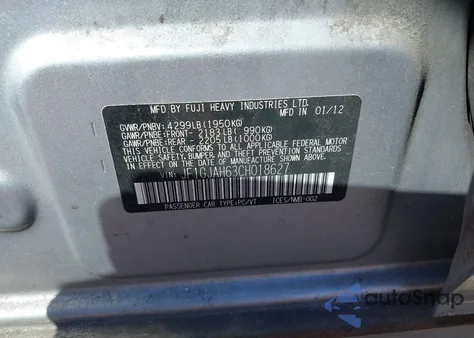 MFD BY FUJI HEAVY INDUSTRIES LTD. 01/12
GVWR/PNBV: 4299LB(1950KG)
GAWR/PNBE:FRONT- 2183LB( 990KG)
GAWR/PNBE:REAR - 2205LB(1000KG)
THIS VEHICLE CONFORMS TO ALL APPLICABLE FEDERAL MOTOR
VEHICLE SAFETY, BUMPER AND THEFT PREVENTION STANDARDS
IN EFFECT ON THE DATE OF MANUFACTURE SHOWN ABOVE.
VIN: JF1GJAH63CH018627
PASSENGER CAR TYPE:PC/VT ICES/NMB-002
autoSnap